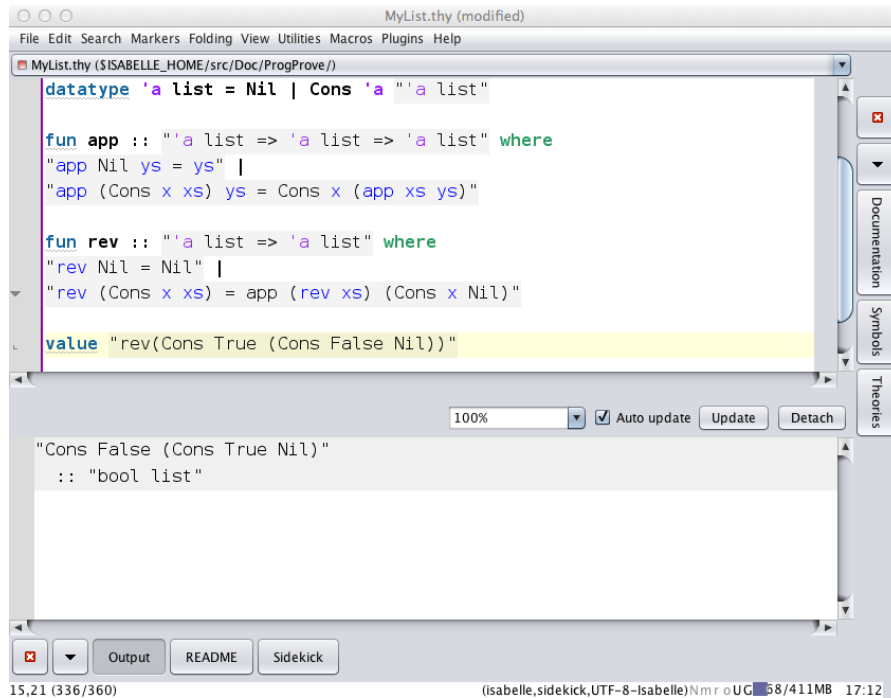 MyList.thy (modified)
File Edit Search Markers Folding View Utilities Macros Plugins Help
MyList.thy ($ISABELLE_HOME/src/Doc/ProgProve/)
datatype 'a list = Nil | Cons 'a "'a list"
fun app :: "'a list => 'a list => 'a list" where
"app Nil ys = ys" |
"app (Cons x xs) ys = Cons x (app xs ys)"
fun rev :: "'a list => 'a list" where
"rev Nil = Nil" |
"rev (Cons x xs) = app (rev xs) (Cons x Nil)"
value "rev(Cons True (Cons False Nil))"
Documentation
Symbols
Theories
100% Auto update Update Detach
"Cons False (Cons True Nil)"
:: "bool list"
Output README Sidekick
15,21 (336/360) (isabelle,sidekick,UTF-8-Isabelle)Nmr o UG 68/411MB 17:12